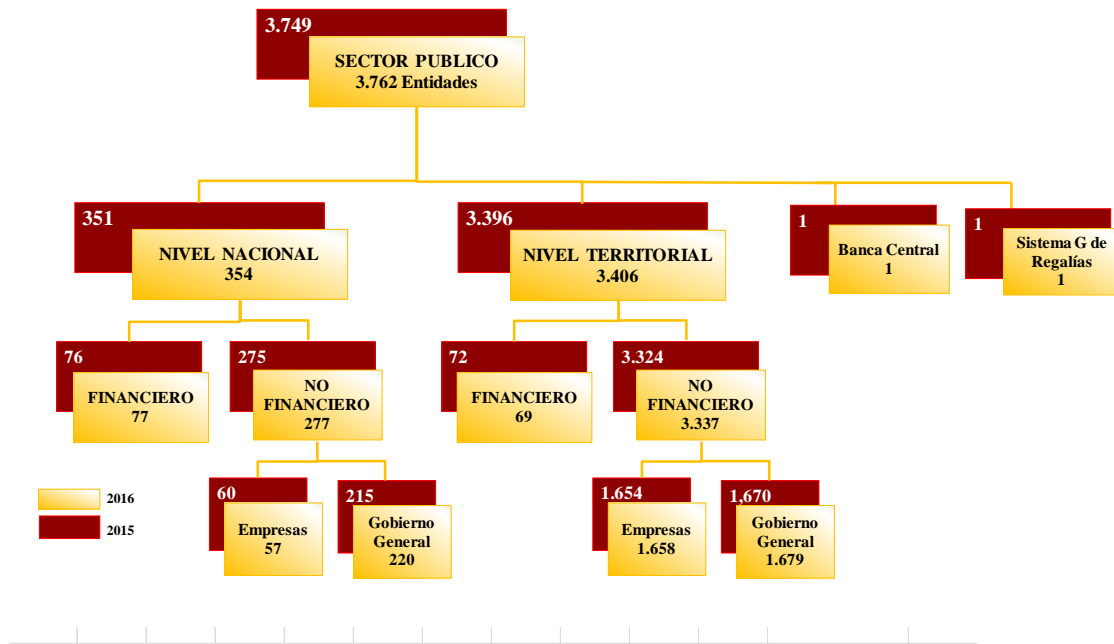 3.749
SECTOR PUBLICO
3.762 Entidades
351
NIVEL NACIONAL
354
3.396
NIVEL TERRITORIAL
3.406
1
Banca Central
1
1
Sistema G de
Regalías
1
76
FINANCIERO
77
275
NO
FINANCIERO
277
72
FINANCIERO
69
3.324
NO
FINANCIERO
3.337
60
Empresas
57
215
Gobierno
General
220
1.654
Empresas
1.658
1,670
Gobierno
General
1.679
2016
2015